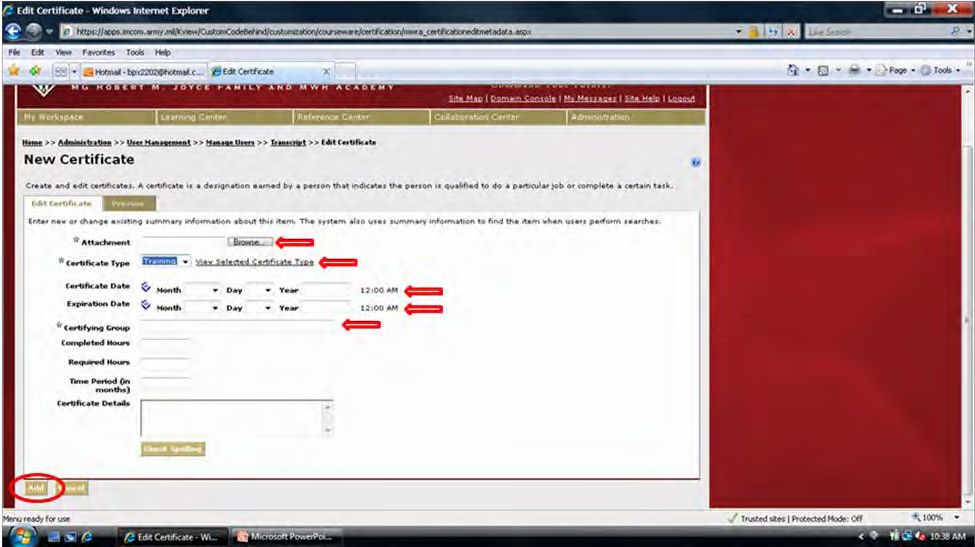 Edit Certificate - Windows Internet Explorer
https://apps.imcom.army.mil/Kview/CustomCodeBehind/customization/courseware/certification/mwra_certificationeditmetadata.aspx
Live Search
File Edit View Favorites Tools Help
Hotmail - bpix2202@hotmail.c... Edit Certificate X
Page Tools
MG ROBERT M. JOYCE FAMILY AND MWR ACADEMY
Site Map | Domain Console | My Messages | Site Help | Logout
My Workspace Learning Center Reference Center Collaboration Center Administration
Home >> Administration >> User Management >> Manage Users >> Transcript >> Edit Certificate
New Certificate
Create and edit certificates. A certificate is a designation earned by a person that indicates the person is qualified to do a particular job or complete a certain task.
Edit Certificate Preview
Enter new or change existing summary information about this item. The system also uses summary information to find the item when users perform searches.
* Attachment Browse...
* Certificate Type Training View Selected Certificate Type
Certificate Date Month Day Year 12:00 AM
Expiration Date Month Day Year 12:00 AM
* Certifying Group
Completed Hours
Required Hours
Time Period (in
months)
Certificate Details
Check Spelling
Add Cancel
Menu ready for use Trusted sites | Protected Mode: Off 100%
Edit Certificate - Wi... Microsoft PowerPoi... 10:38 AM